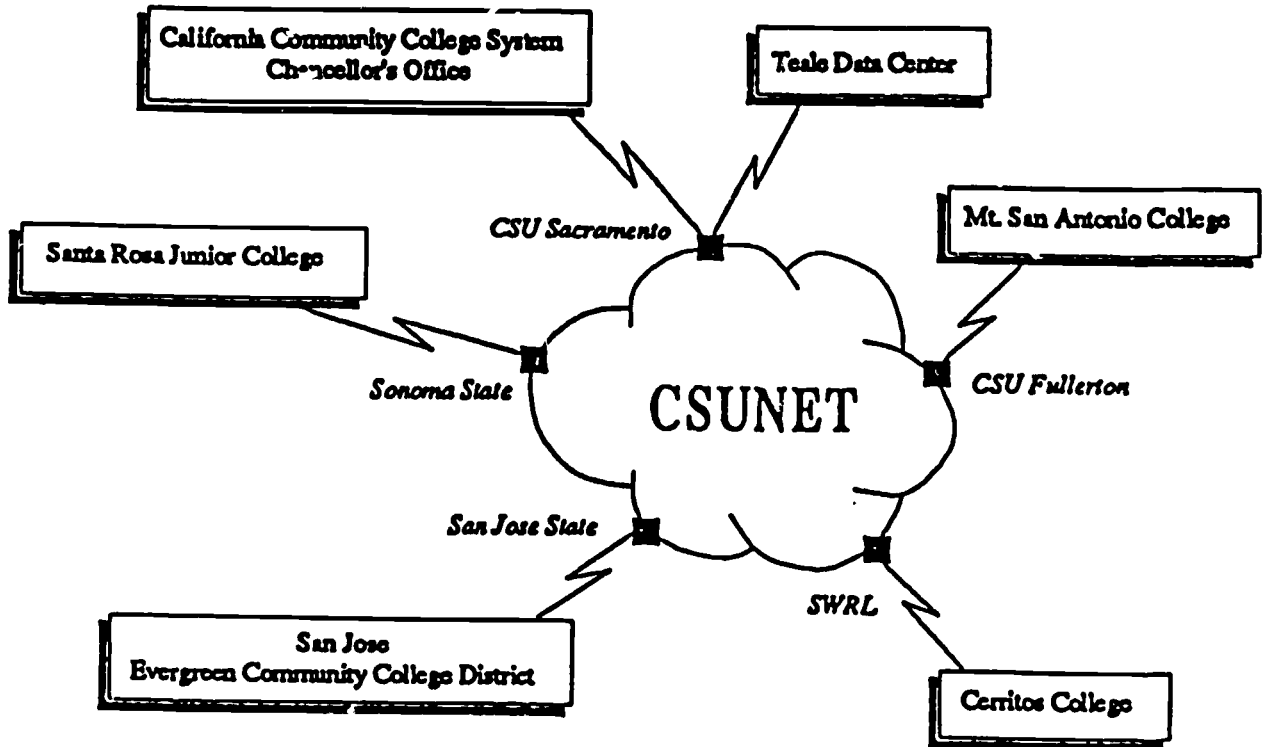 California Community College System
Chancellor's Office
Teale Data Center
Mt. San Antonio College
CSU Sacramento
Santa Rosa Junior College
Sonoma State
CSUNET
CSU Fullerton
San Jose State
SWRL
San Jose
Evergreen Community College District
Cerritos College